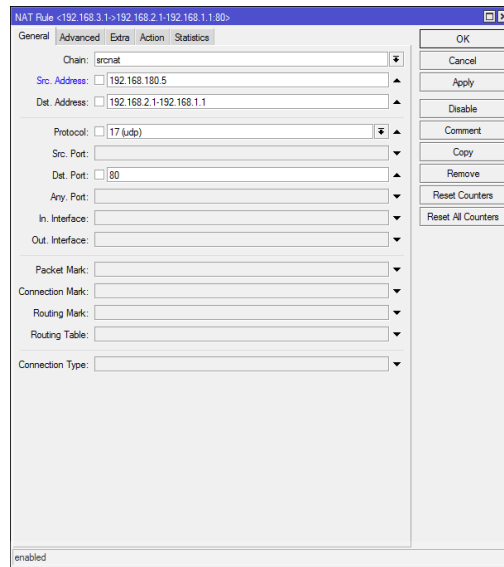 NAT Rule <192.168.3.1->192.168.2.1-192.168.1.1:80>
General Advanced Extra Action Statistics
Chain: srcnat
Src. Address: 192.168.180.5
Dst. Address: 192.168.2.1-192.168.1.1
Protocol: 17 (udp)
Src. Port:
Dst. Port: 80
Any. Port:
In. Interface:
Out. Interface:
Packet Mark:
Connection Mark:
Routing Mark:
Routing Table:
Connection Type:
OK
Cancel
Apply
Disable
Comment
Copy
Remove
Reset Counters
Reset All Counters
enabled